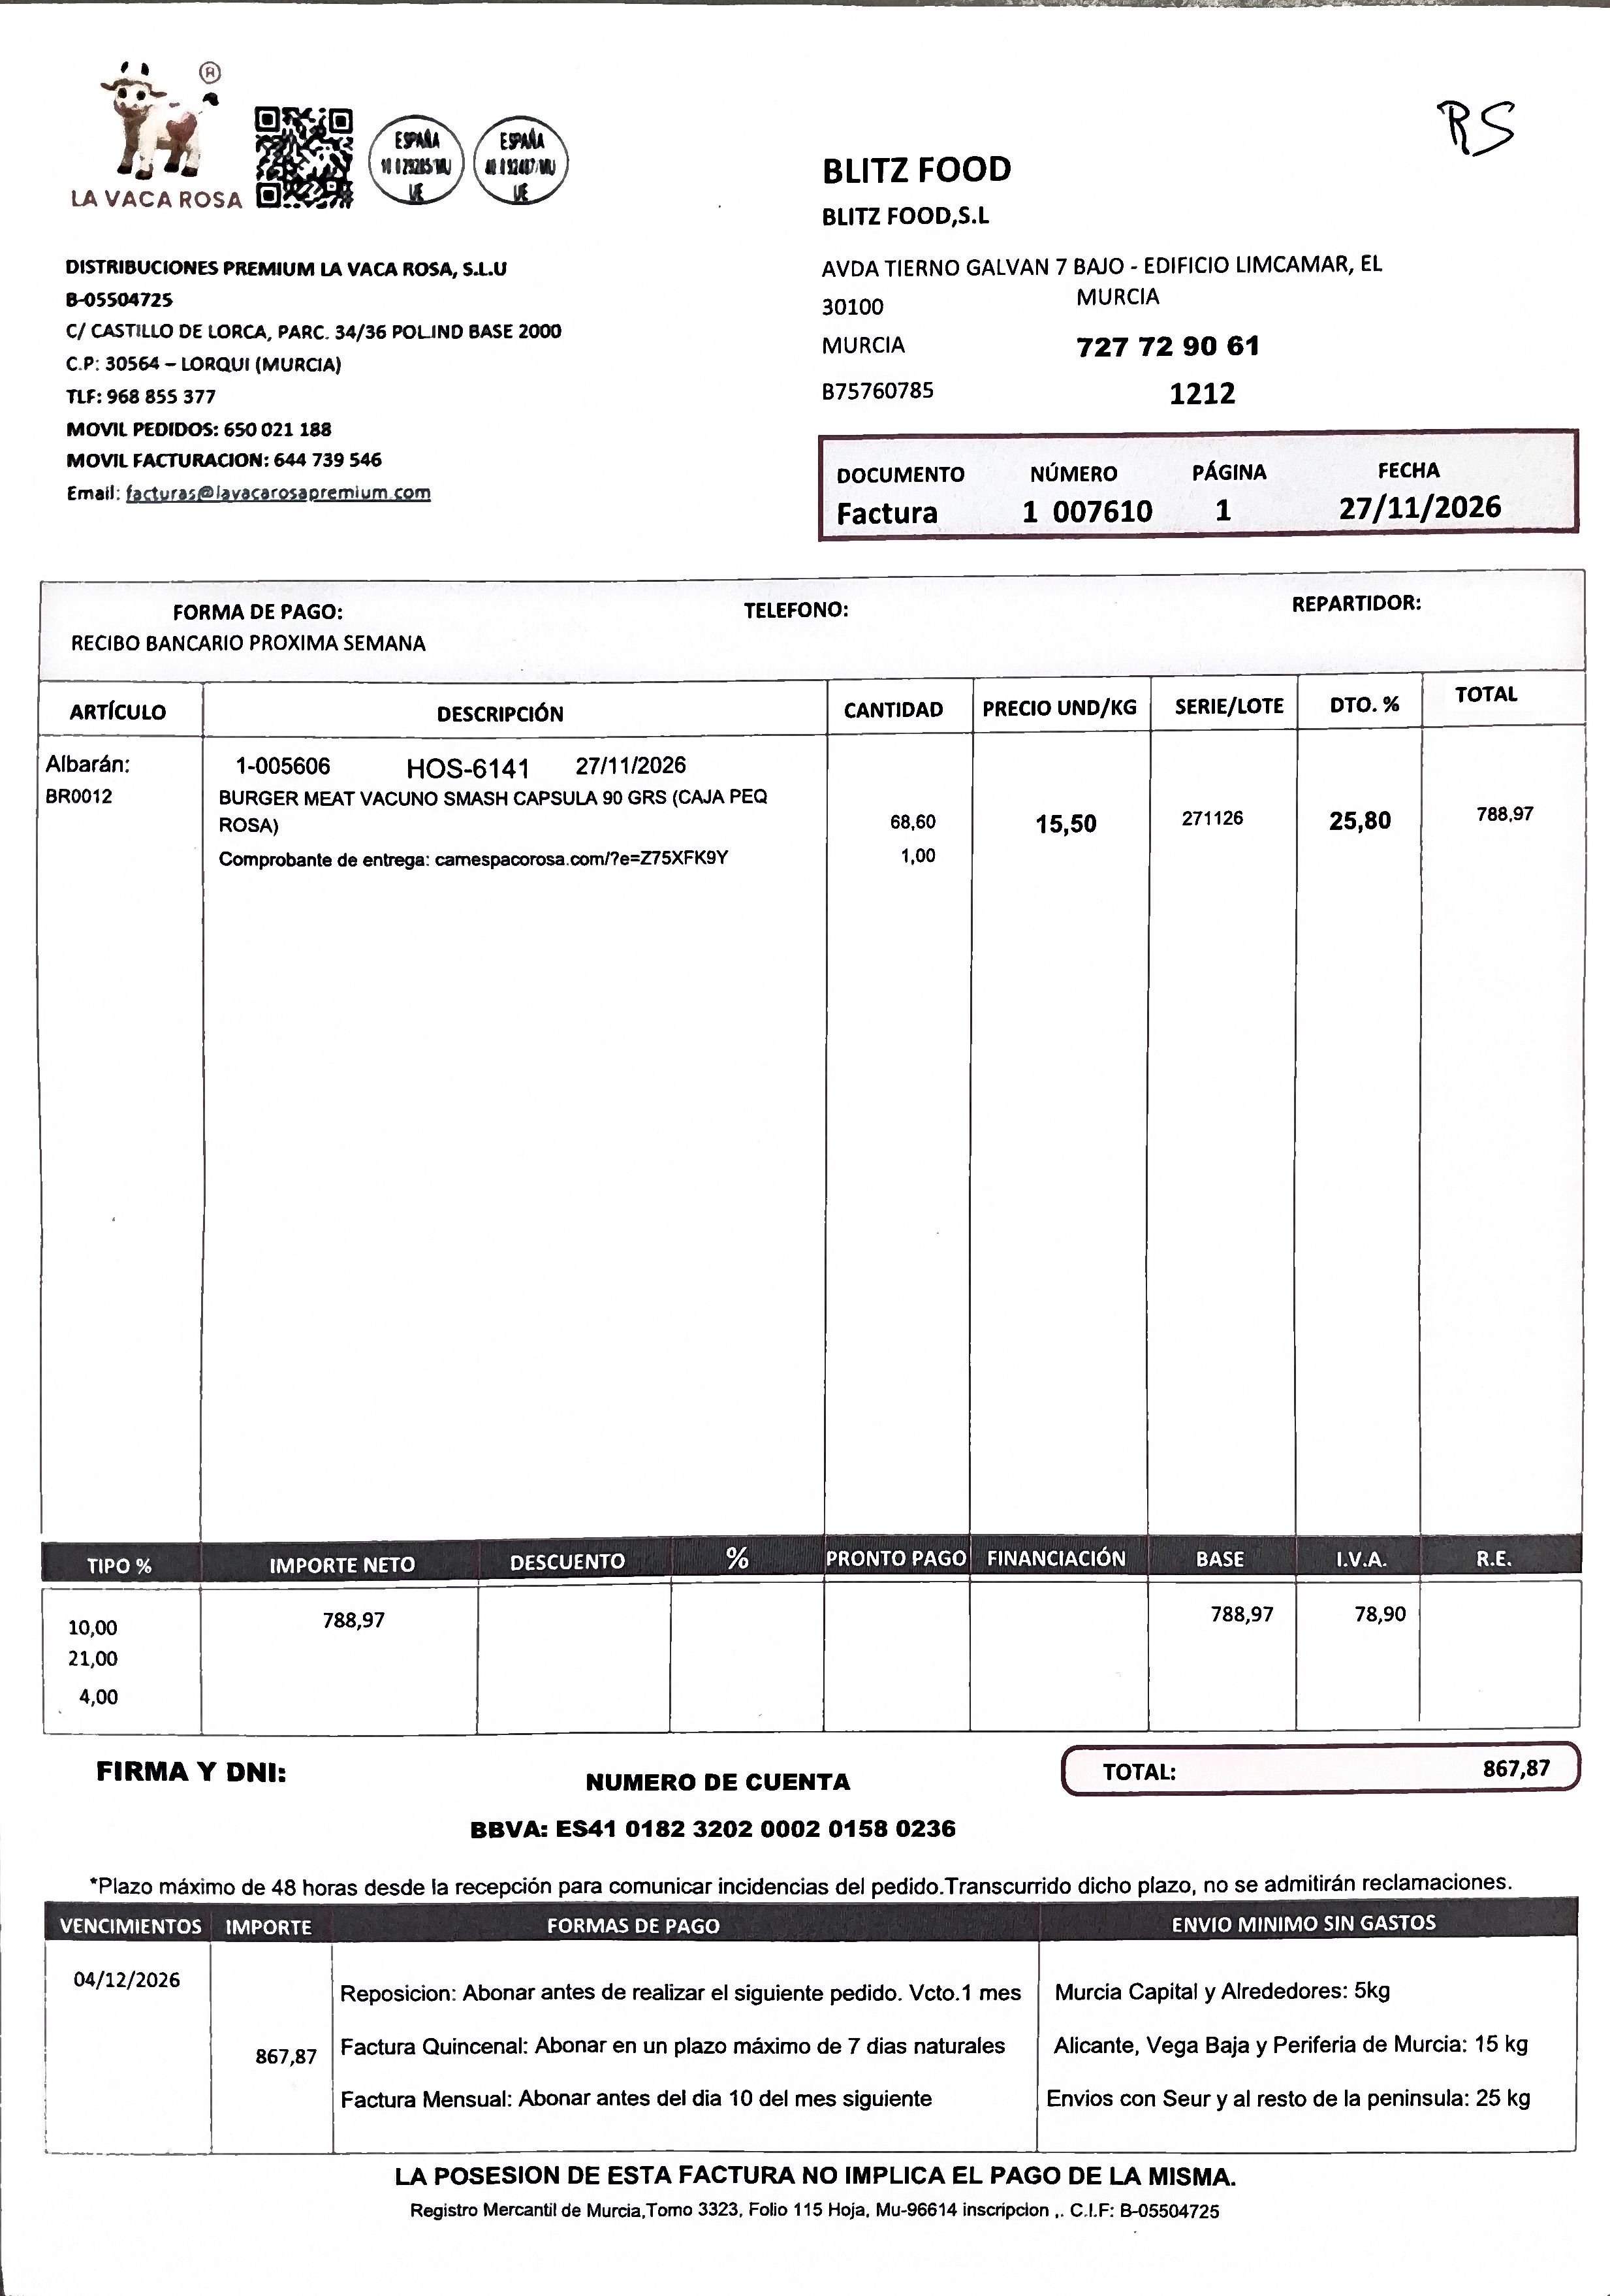 LA VACA ROSA
ESPAÑA
UE
ESPAÑA
UE
RS
DISTRIBUCIONES PREMIUM LA VACA ROSA, S.L.U
B-05504725
C/ CASTILLO DE LORCA, PARC. 34/36 POL.IND BASE 2000
C.P: 30564 – LORQUI (MURCIA)
TLF: 968 855 377
MOVIL PEDIDOS: 650 021 188
MOVIL FACTURACION: 644 739 546
Email: facturas@lavacarosapremium.com
BLITZ FOOD
BLITZ FOOD,S.L
AVDA TIERNO GALVAN 7 BAJO - EDIFICIO LIMCAMAR, EL
30100 MURCIA
MURCIA 727 72 90 61
B75760785 1212
DOCUMENTO NÚMERO PÁGINA FECHA
Factura 1 007610 1 27/11/2026
FORMA DE PAGO: TELEFONO: REPARTIDOR:
RECIBO BANCARIO PROXIMA SEMANA
ARTÍCULO DESCRIPCIÓN CANTIDAD PRECIO UND/KG SERIE/LOTE DTO. % TOTAL
Albarán: 1-005606 HOS-6141 27/11/2026
BR0012 BURGER MEAT VACUNO SMASH CAPSULA 90 GRS (CAJA PEQ
ROSA) 68,60 15,50 271126 25,80 788,97
Comprobante de entrega: camespacorosa.com/?e=Z75XFK9Y 1,00
TIPO % IMPORTE NETO DESCUENTO % PRONTO PAGO FINANCIACIÓN BASE I.V.A. R.E.
10,00 788,97 788,97 78,90
21,00
4,00
FIRMA Y DNI: NUMERO DE CUENTA TOTAL: 867,87
BBVA: ES41 0182 3202 0002 0158 0236
*Plazo máximo de 48 horas desde la recepción para comunicar incidencias del pedido.Transcurrido dicho plazo, no se admitirán reclamaciones.
VENCIMIENTOS IMPORTE FORMAS DE PAGO ENVIO MINIMO SIN GASTOS
04/12/2026 Reposicion: Abonar antes de realizar el siguiente pedido. Vcto.1 mes Murcia Capital y Alrededores: 5kg
867,87 Factura Quincenal: Abonar en un plazo máximo de 7 dias naturales Alicante, Vega Baja y Periferia de Murcia: 15 kg
Factura Mensual: Abonar antes del dia 10 del mes siguiente Envios con Seur y al resto de la peninsula: 25 kg
LA POSESION DE ESTA FACTURA NO IMPLICA EL PAGO DE LA MISMA.
Registro Mercantil de Murcia,Tomo 3323, Folio 115 Hoja, Mu-96614 inscripcion ,. C.I.F: B-05504725